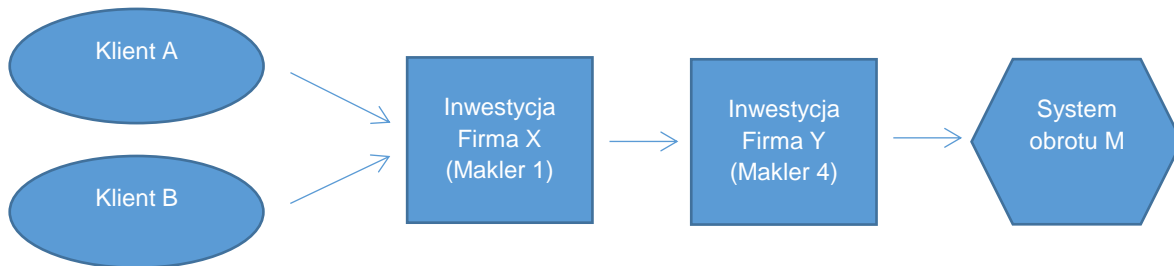 Klient A
Klient B
Inwestycja
Firma X
(Makler 1)
Inwestycja
Firma Y
(Makler 4)
System
obrotu M